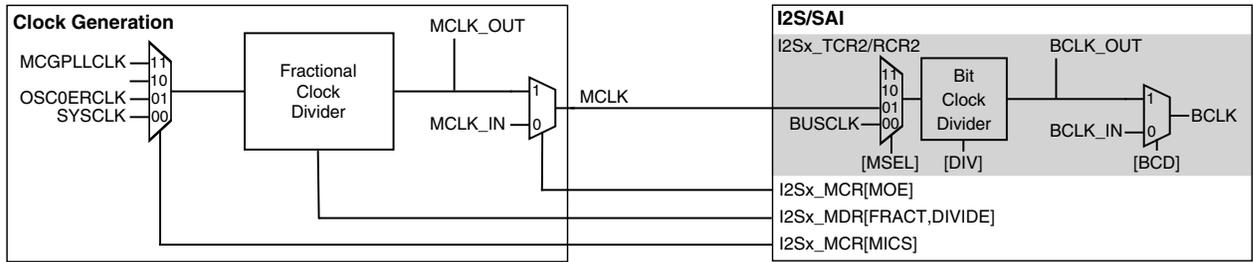 Clock Generation
MCGPLLCLK
OSC0ERCLK
SYSCLK
11
10
01
00
Fractional
Clock
Divider
MCLK_OUT
MCLK_IN
1
0
MCLK
I2S/SAI
I2Sx_TCR2/RCR2
BUSCLK
11
10
01
00
[MSEL]
Bit
Clock
Divider
[DIV]
BCLK_OUT
BCLK_IN
1
0
[BCD]
BCLK
I2Sx_MCR[MOE]
I2Sx_MDR[FRACT,DIVIDE]
I2Sx_MCR[MICS]